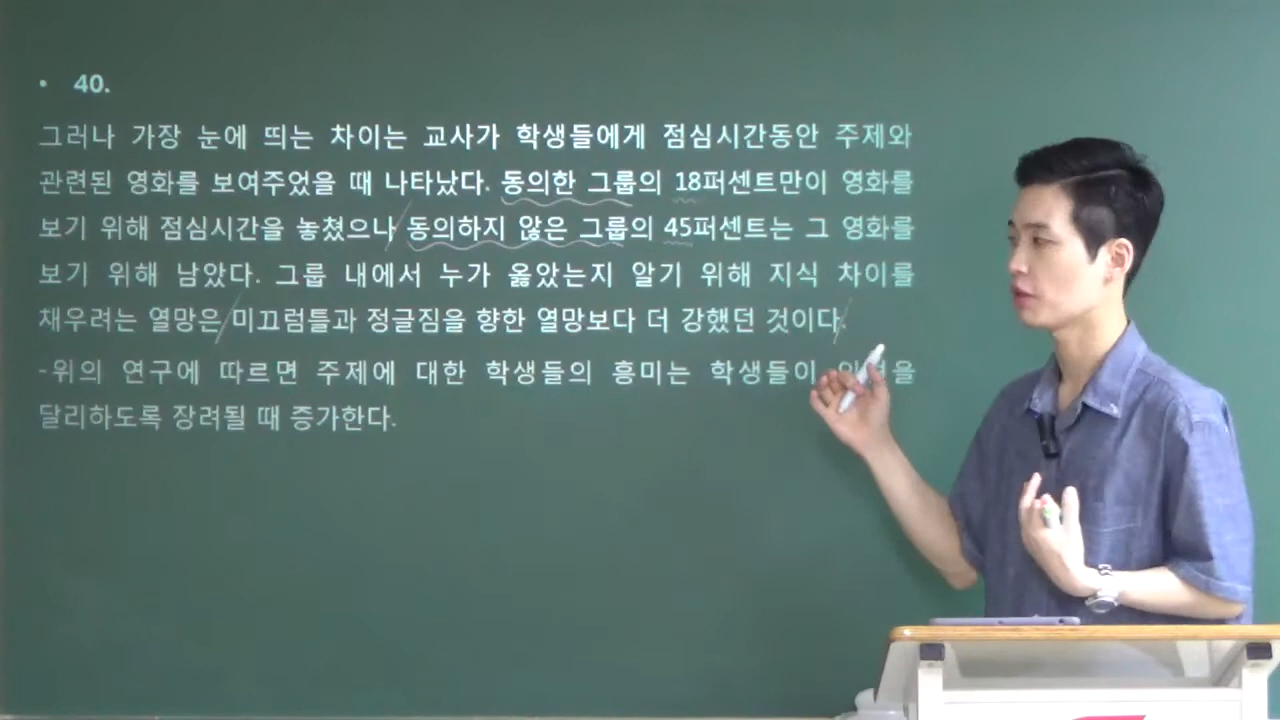 • 40.
그러나 가장 눈에 띄는 차이는 교사가 학생들에게 점심시간동안 주제와
관련된 영화를 보여주었을 때 나타났다. 동의한 그룹의 18퍼센트만이 영화를
보기 위해 점심시간을 놓쳤으나 동의하지 않은 그룹의 45퍼센트는 그 영화를
보기 위해 남았다. 그룹 내에서 누가 옳았는지 알기 위해 지식 차이를
채우려는 열망은 미끄럼틀과 정글짐을 향한 열망보다 더 강했던 것이다.
-위의 연구에 따르면 주제에 대한 학생들의 흥미는 학생들이
달리하도록 장려될 때 증가한다.